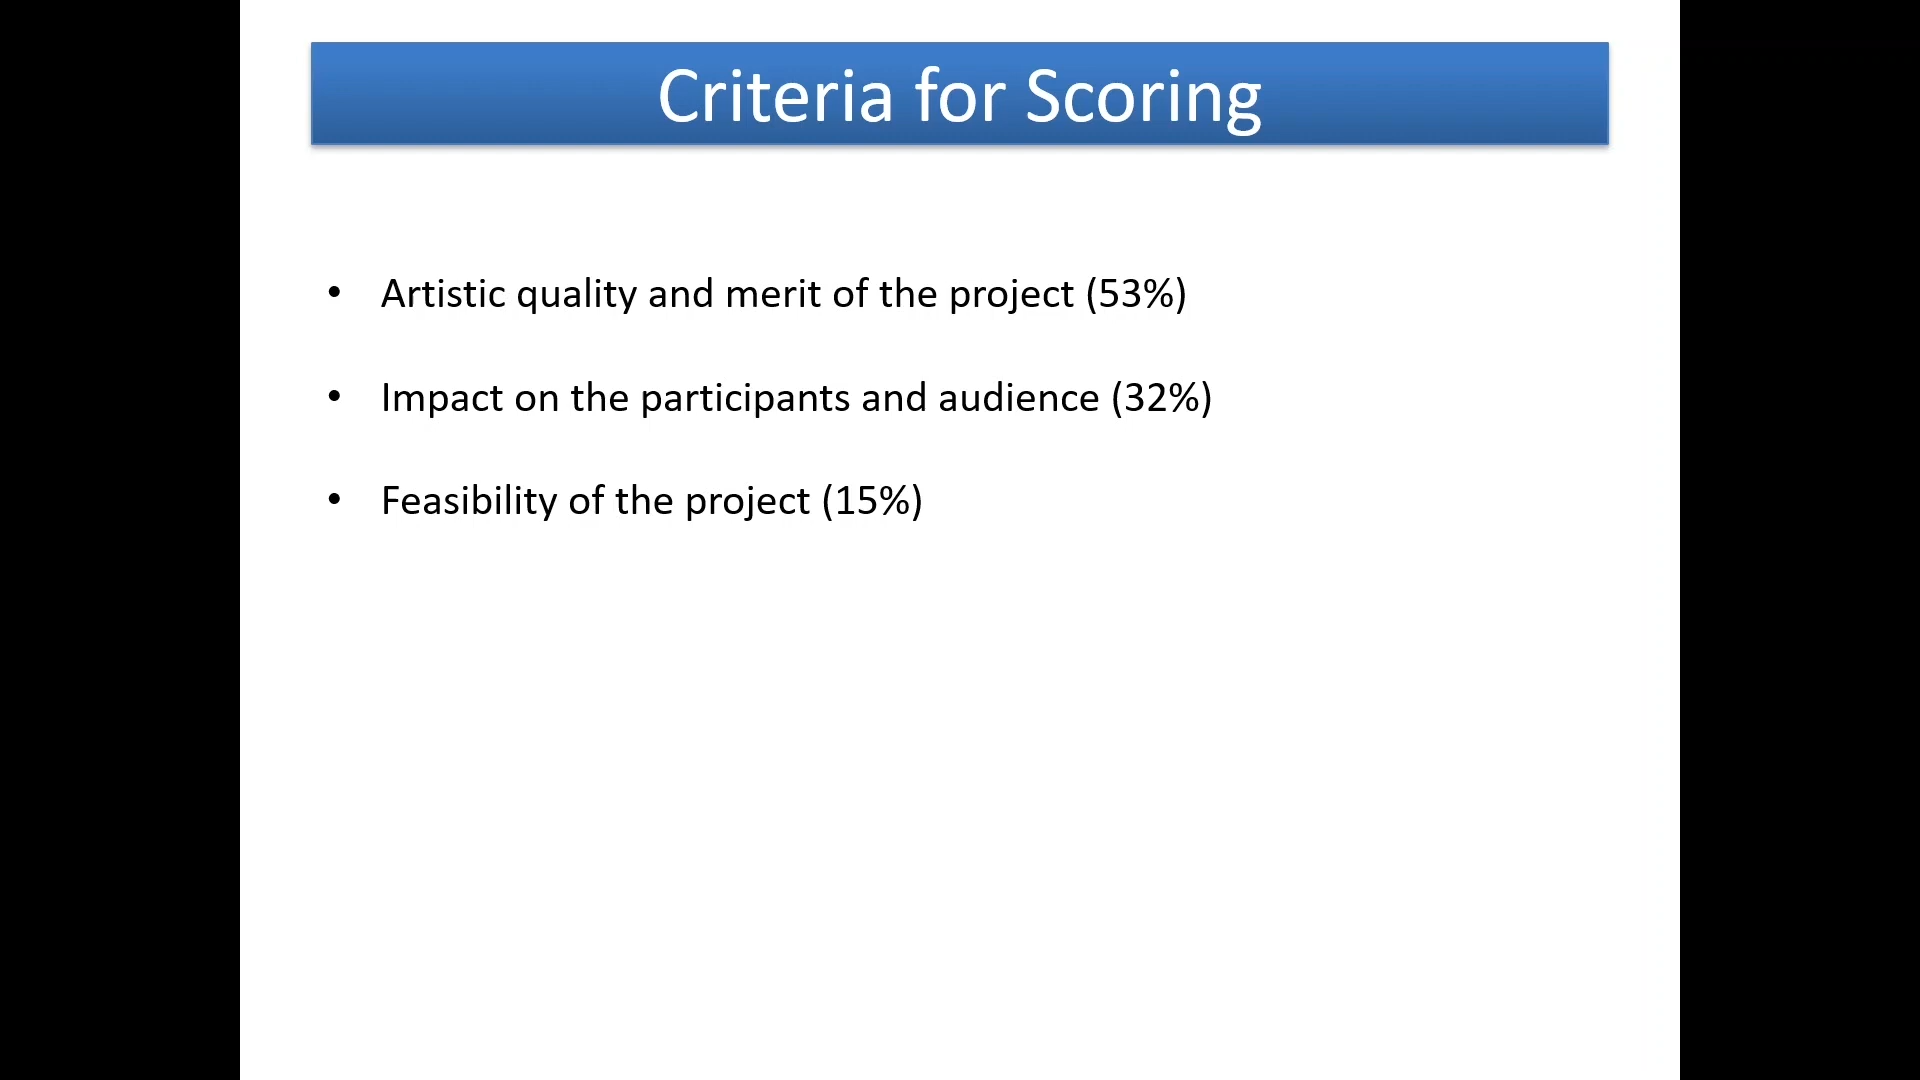 Criteria for Scoring
• Artistic quality and merit of the project (53%)
• Impact on the participants and audience (32%)
• Feasibility of the project (15%)